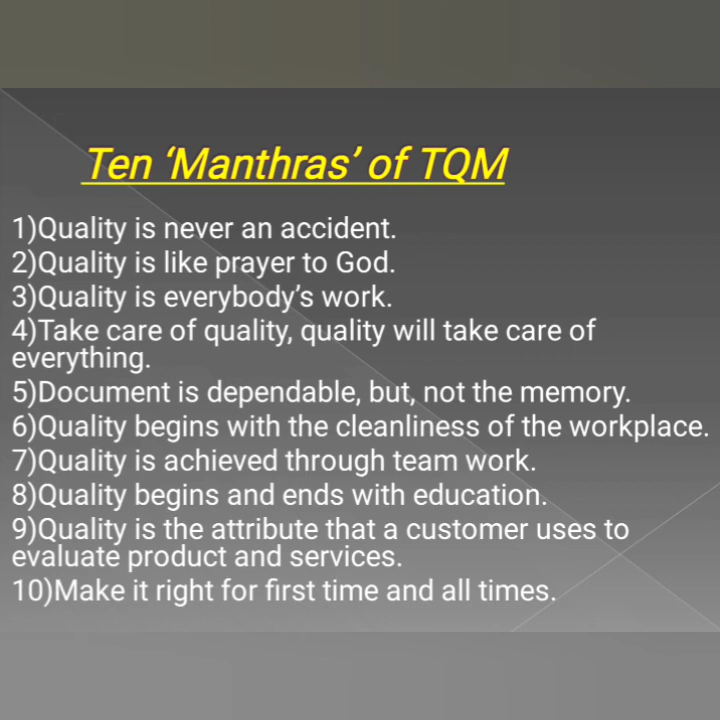 Ten ‘Manthras’ of TQM
1)Quality is never an accident.
2)Quality is like prayer to God.
3)Quality is everybody’s work.
4)Take care of quality, quality will take care of
everything.
5)Document is dependable, but, not the memory.
6)Quality begins with the cleanliness of the workplace.
7)Quality is achieved through team work.
8)Quality begins and ends with education.
9)Quality is the attribute that a customer uses to
evaluate product and services.
10)Make it right for first time and all times.